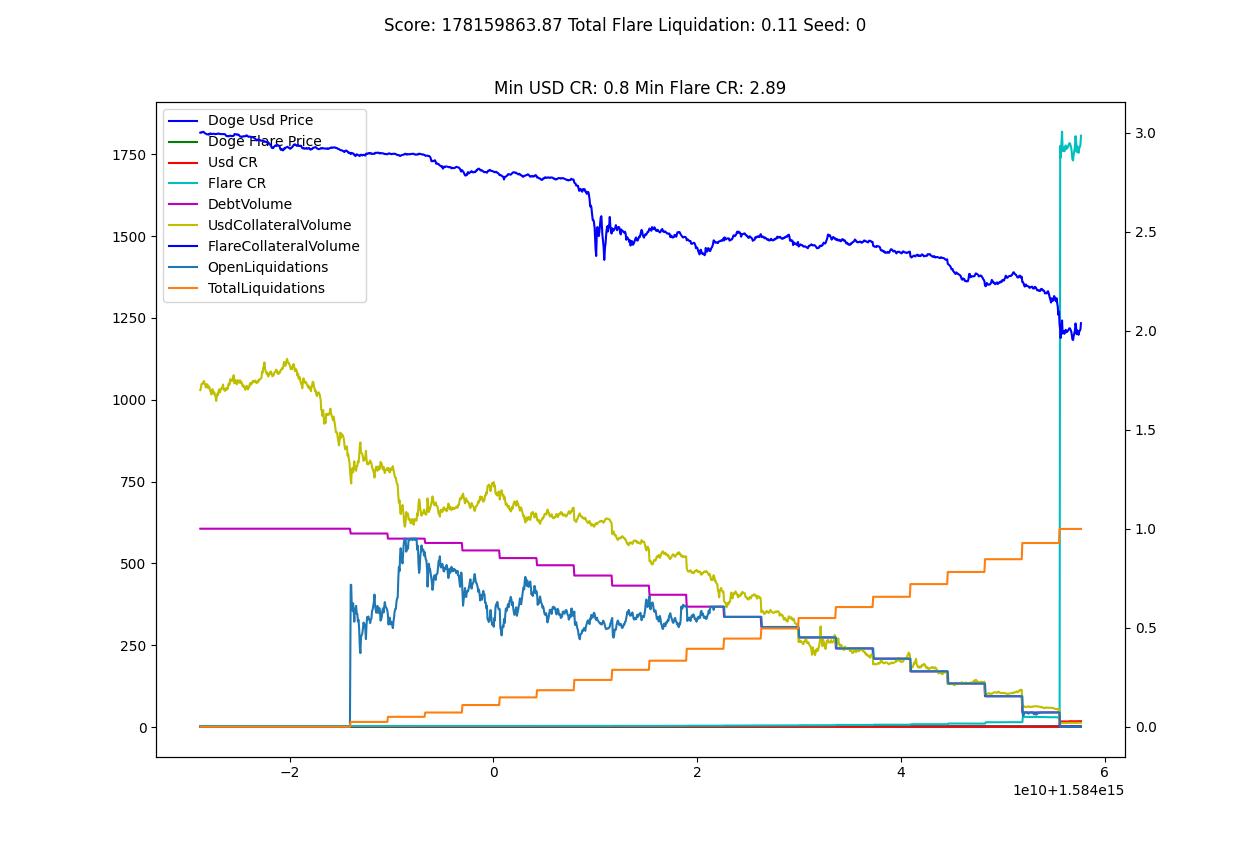 Score: 178159863.87 Total Flare Liquidation: 0.11 Seed: 0
Min USD CR: 0.8 Min Flare CR: 2.89
Doge Usd Price
Doge Flare Price
Usd CR
Flare CR
DebtVolume
UsdCollateralVolume
FlareCollateralVolume
OpenLiquidations
TotalLiquidations
1750
1500
1250
1000
750
500
250
0
3.0
2.5
2.0
1.5
1.0
0.5
0.0
−2 0 2 4 6
1e10+1.584e15